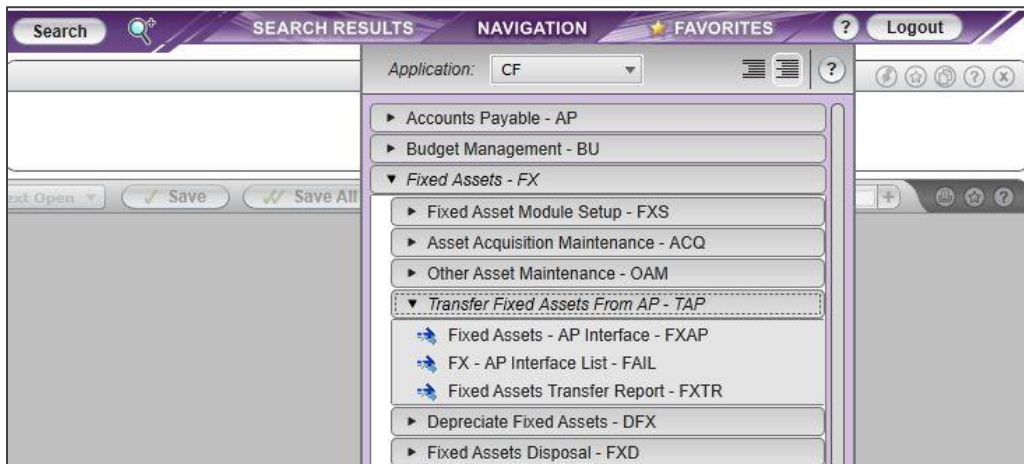 Search SEARCH RESULTS NAVIGATION FAVORITES ? Logout
Application: CF ?
?
Accounts Payable - AP
Budget Management - BU
Fixed Assets - FX
Save Save All + ?
Fixed Asset Module Setup - FXS
Asset Acquisition Maintenance - ACQ
Other Asset Maintenance - OAM
Transfer Fixed Assets From AP - TAP
Fixed Assets - AP Interface - FXAP
FX - AP Interface List - FAIL
Fixed Assets Transfer Report - FXTR
Depreciate Fixed Assets - DFX
Fixed Assets Disposal - FXD